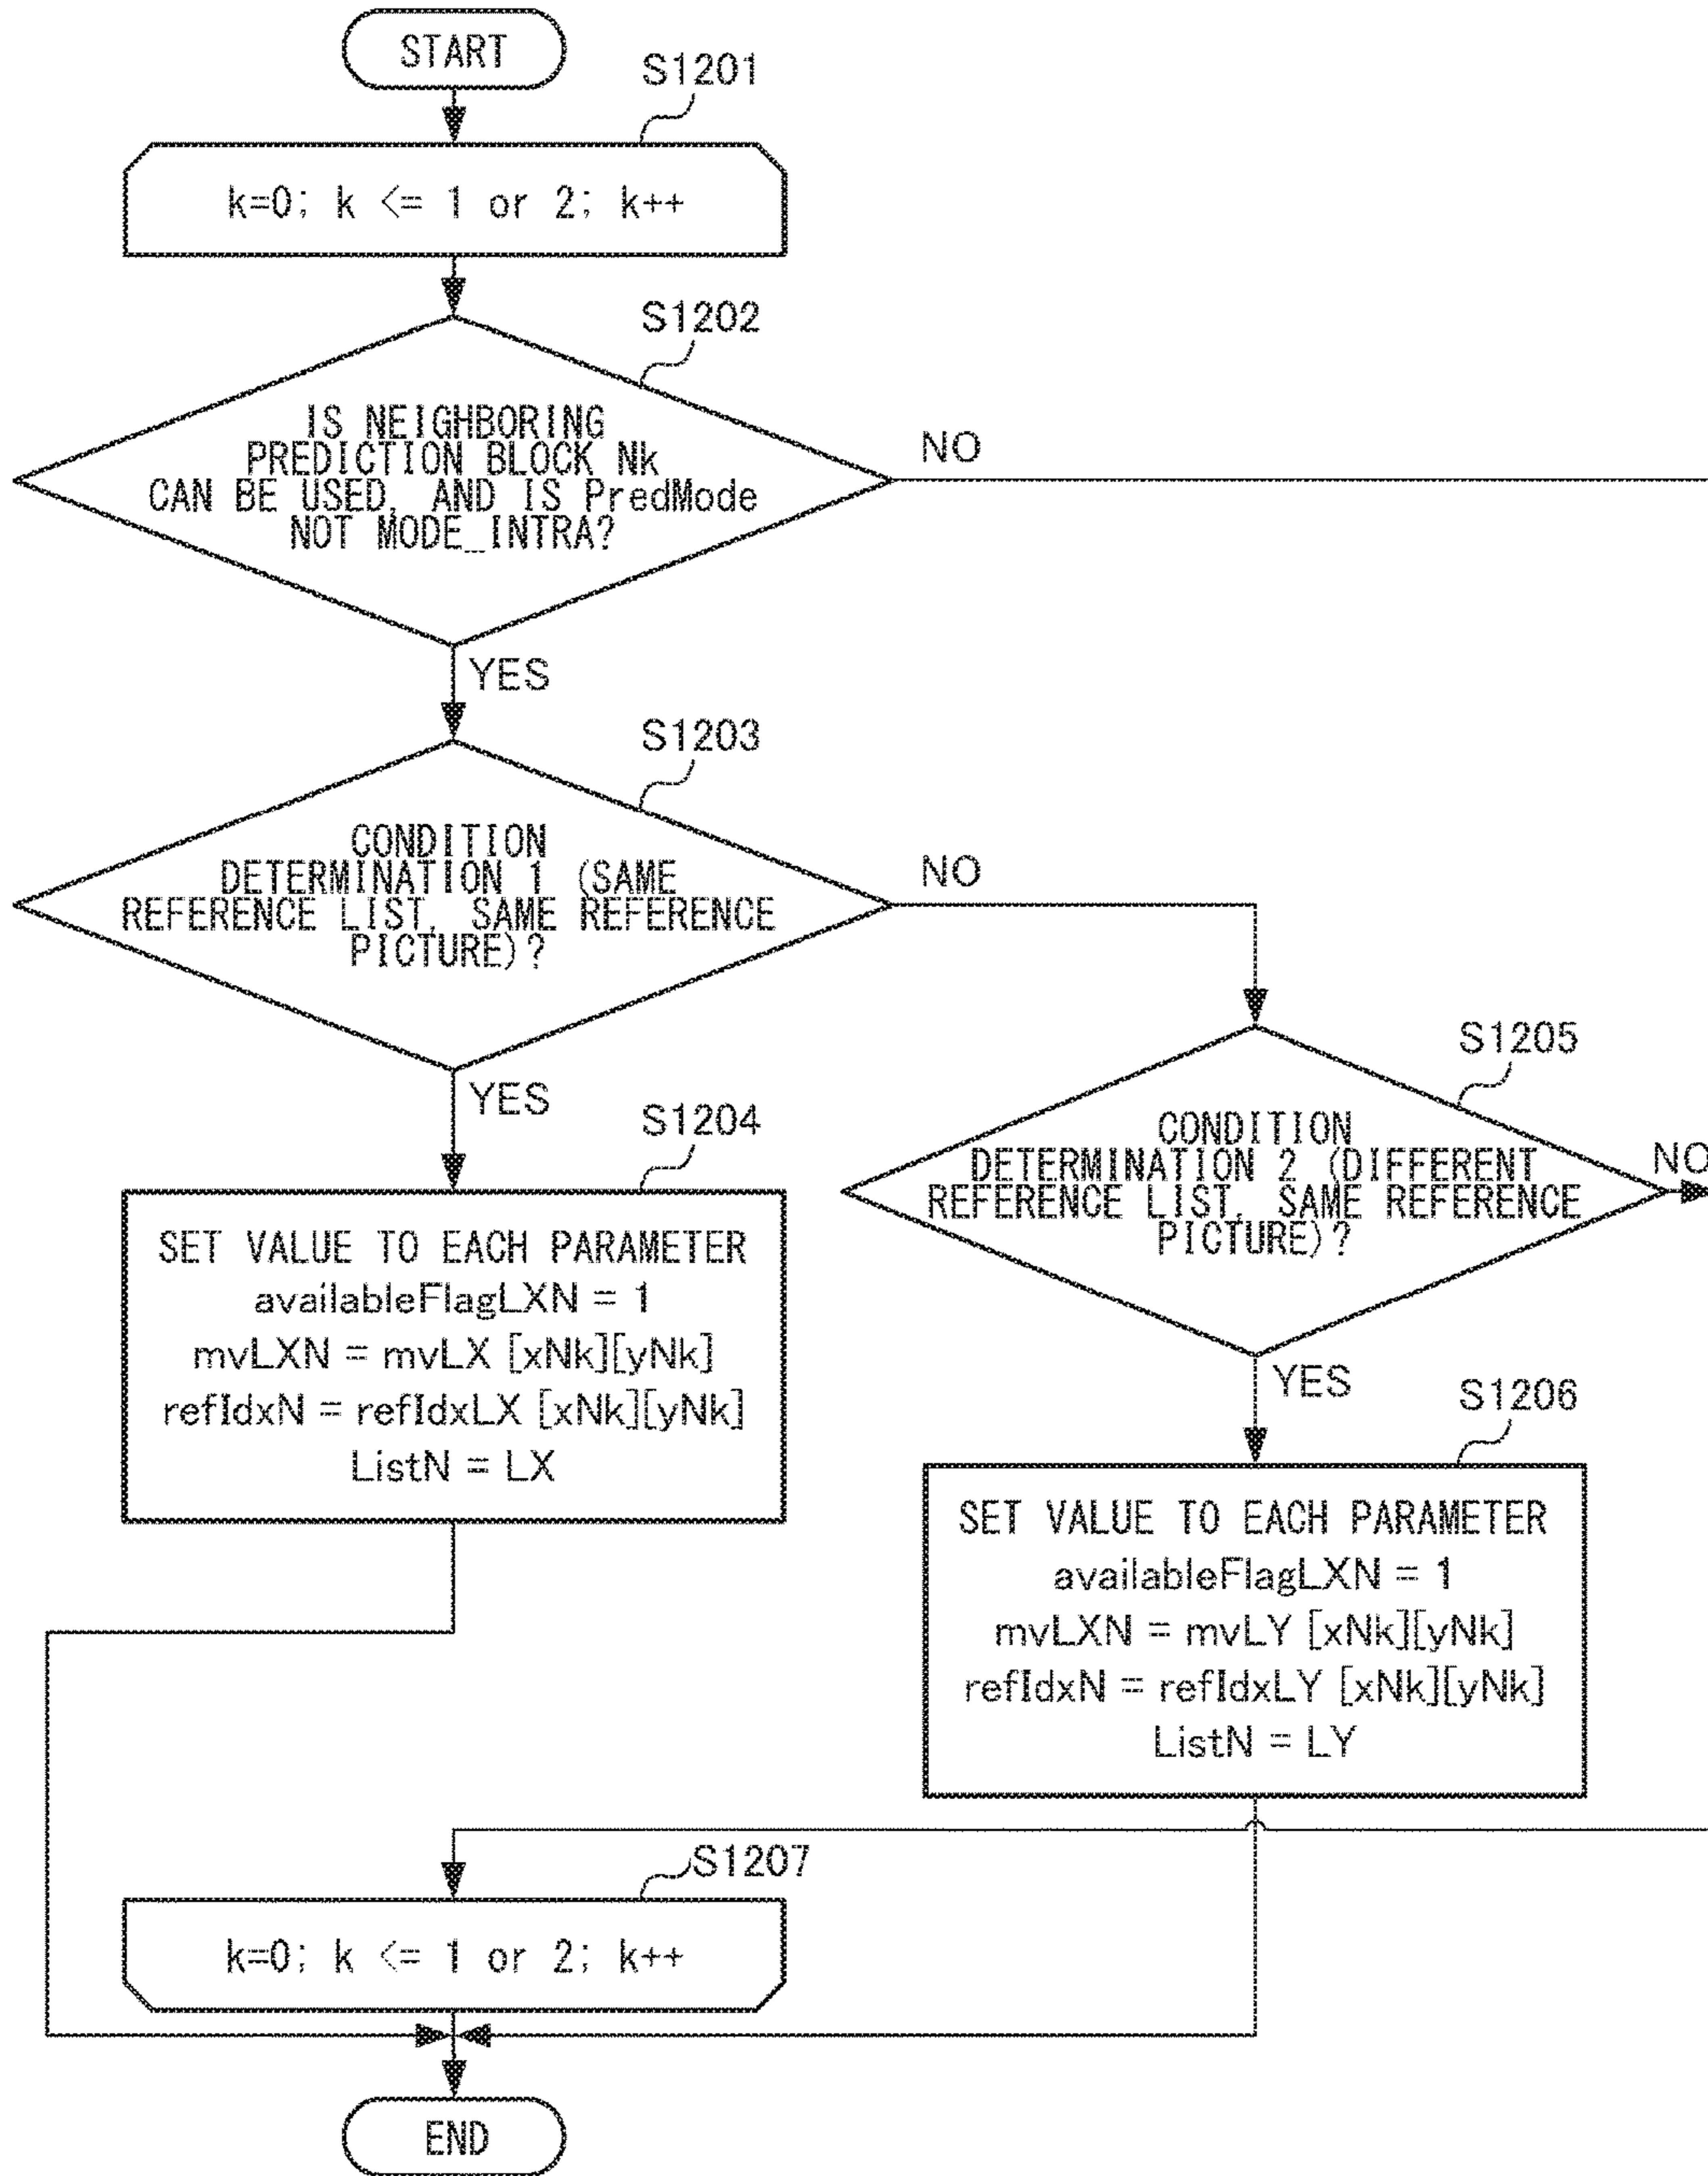 START
S1201
k=0; k <= 1 or 2; k++
S1202
IS NEIGHBORING
PREDICTION BLOCK Nk
CAN BE USED, AND IS PredMode
NOT MODE_INTRA?
NO
YES
S1203
CONDITION
DETERMINATION 1 (SAME
REFERENCE LIST, SAME REFERENCE
PICTURE)?
NO
YES
S1205
CONDITION
DETERMINATION 2 (DIFFERENT
REFERENCE LIST, SAME REFERENCE
PICTURE)?
NO
YES
S1204
SET VALUE TO EACH PARAMETER
availableFlagLXN = 1
mvLXN = mvLX [xNk][yNk]
refIdxN = refIdxLX [xNk][yNk]
ListN = LX
S1206
SET VALUE TO EACH PARAMETER
availableFlagLXN = 1
mvLXN = mvLY [xNk][yNk]
refIdxN = refIdxLY [xNk][yNk]
ListN = LY
S1207
k=0; k <= 1 or 2; k++
END